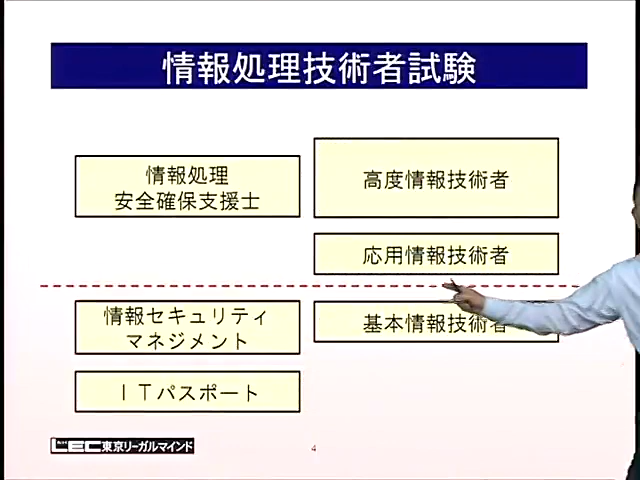 情報処理技術者試験
情報処理
安全確保支援士
高度情報技術者
応用情報技術者
情報セキュリティ
マネジメント
基本情報技術者
ITパスポート
LEC東京リーガルマインド
4